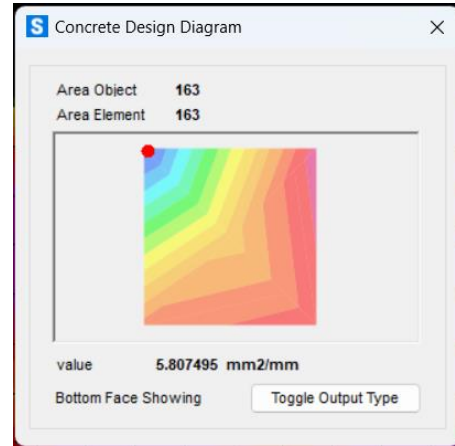 S Concrete Design Diagram
Area Object 163
Area Element 163
value 5.807495 mm2/mm
Bottom Face Showing Toggle Output Type